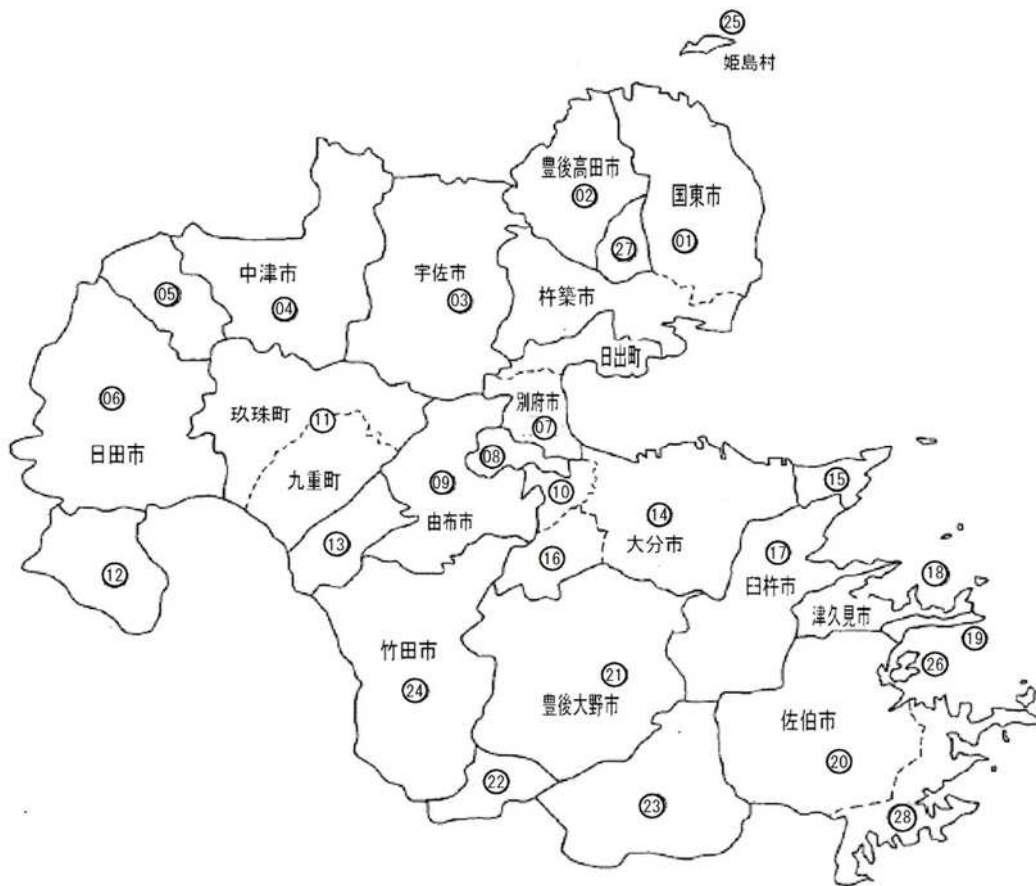 ㉕
姫島村
豊後高田市
㉒
国東市
㉗
①
中津市
宇佐市
杵築市
⑤
④
③
日出町
⑥
別府市
玖珠町
⑪
⑦
日田市
⑧
九重町
⑨
⑩
⑮
由布市
⑭
⑬
大分市
⑯
⑰
⑫
臼杵市
⑱
津久見市
⑲
竹田市
㉖
㉑
㉔
豊後大野市
佐伯市
⑳
㉒
㉓
㉘